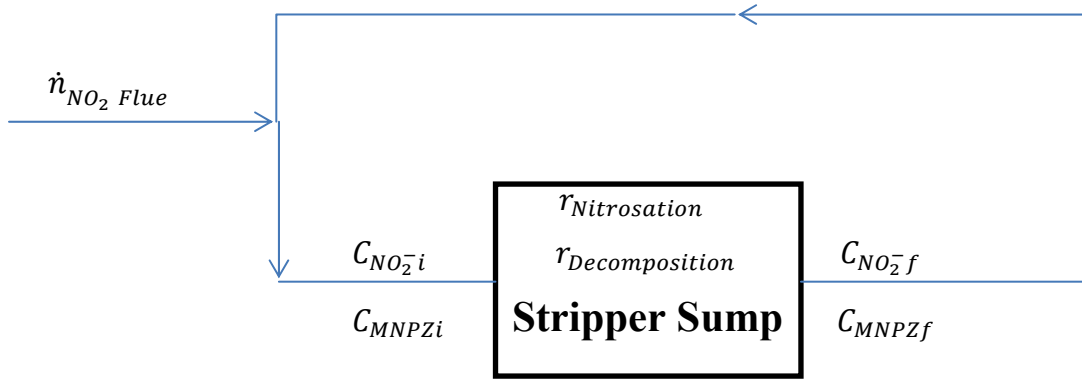 ṅ_{NO_2 Flue}
r_{Nitrosation}
C_{NO_2^- i} r_{Decomposition} C_{NO_2^- f}
C_{MNPZi} Stripper Sump C_{MNPZf}